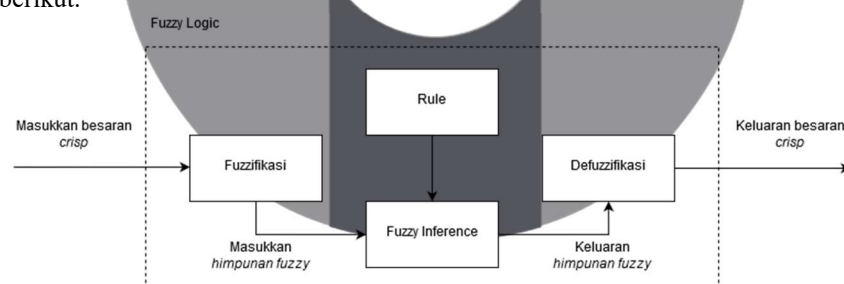 berikut:
Fuzzy Logic
Rule
Masukkan besaran
crisp
Keluaran besaran
crisp
Fuzzifikasi
Defuzzifikasi
Fuzzy Inference
Masukkan
himpunan fuzzy
Keluaran
himpunan fuzzy